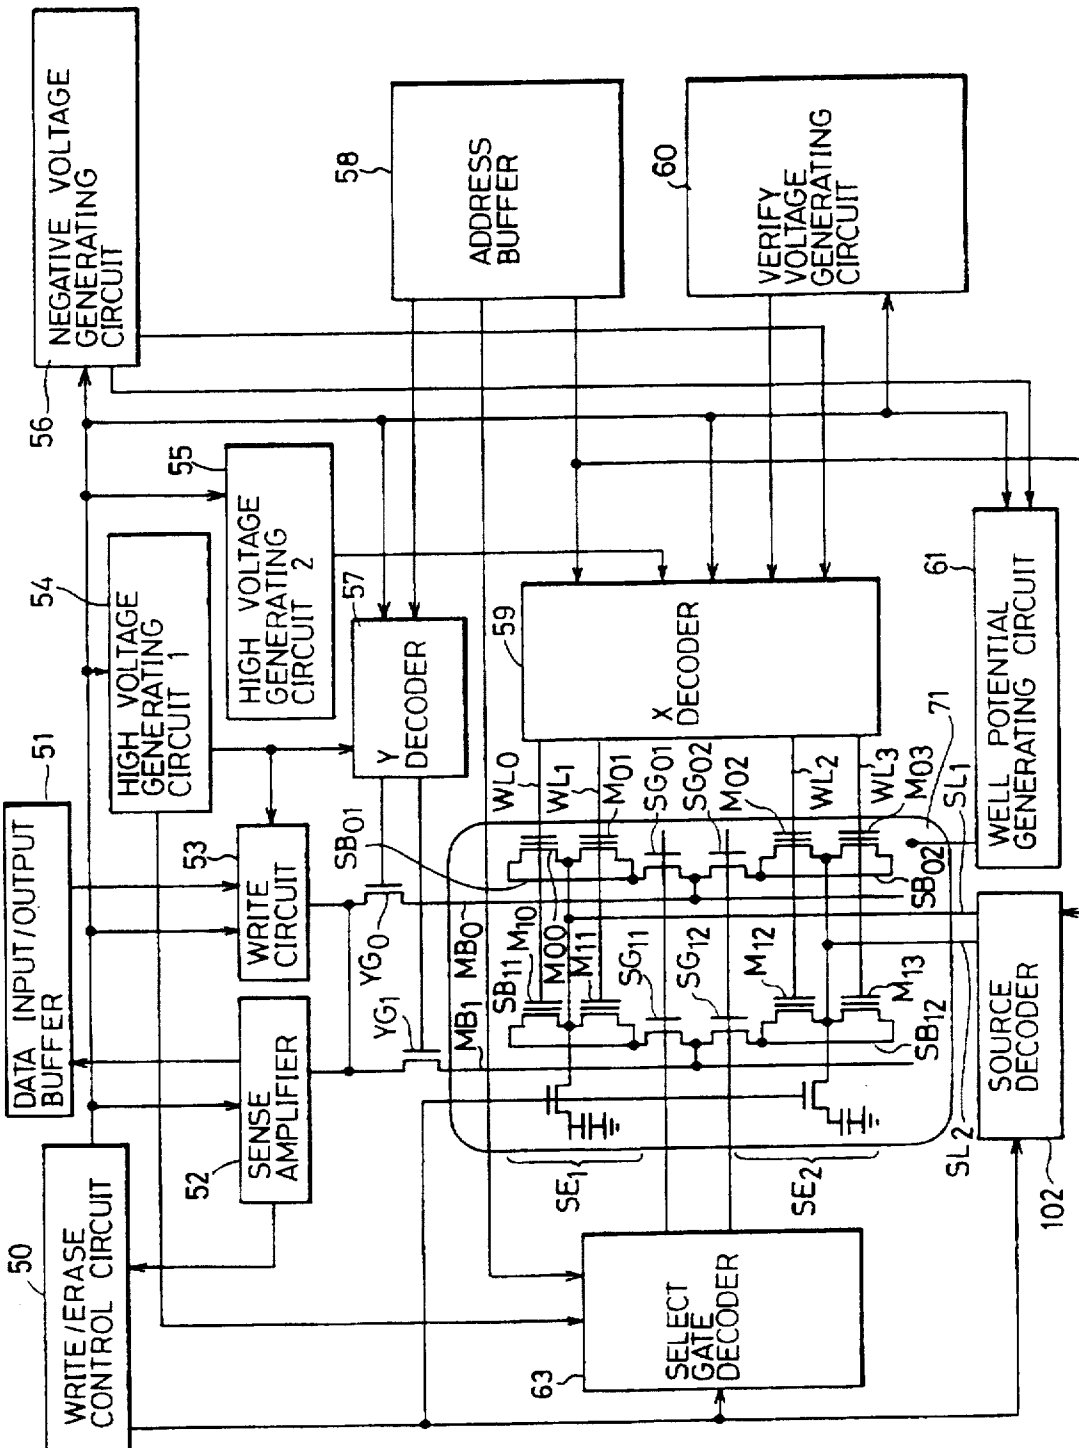 50
WRITE/ERASE
CONTROL CIRCUIT
DATA INPUT/OUTPUT
BUFFER
51
52
SENSE
AMPLIFIER
53
WRITE
CIRCUIT
54
HIGH VOLTAGE
GENERATING
CIRCUIT 1
55
HIGH VOLTAGE
GENERATING
CIRCUIT 2
56
NEGATIVE VOLTAGE
GENERATING
CIRCUIT
57
Y
DECODER
58
ADDRESS
BUFFER
59
X
DECODER
60
VERIFY
VOLTAGE
GENERATING
CIRCUIT
61
WELL POTENTIAL
GENERATING CIRCUIT
63
SELECT
GATE
DECODER
102
SOURCE
DECODER
71
YG1
YG0
MB1
MB0
SB11
M10
M00
SB01
WL0
WL1
M11
M01
SG11
SG01
SG12
SG02
M12
M02
WL2
WL3
M13
M03
SB12
SB02
SL1
SL2
SE1
SE2